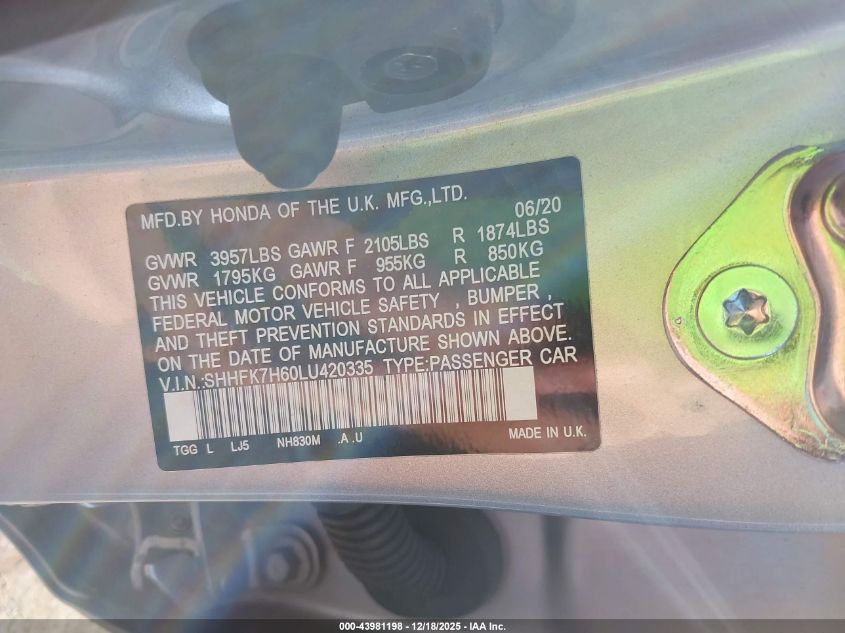 MFD.BY HONDA OF THE U.K. MFG.,LTD. 06/20
GVWR 3957LBS GAWR F 2105LBS R 1874LBS
GVWR 1795KG GAWR F 955KG R 850KG
THIS VEHICLE CONFORMS TO ALL APPLICABLE
FEDERAL MOTOR VEHICLE SAFETY , BUMPER ,
AND THEFT PREVENTION STANDARDS IN EFFECT
ON THE DATE OF MANUFACTURE SHOWN ABOVE.
V.I.N.:SHHFK7H60LU420335 TYPE:PASSENGER CAR
TGG L LJ5 NH830M .A .U MADE IN U.K.
000-43981198 - 12/18/2025 - IAA Inc.